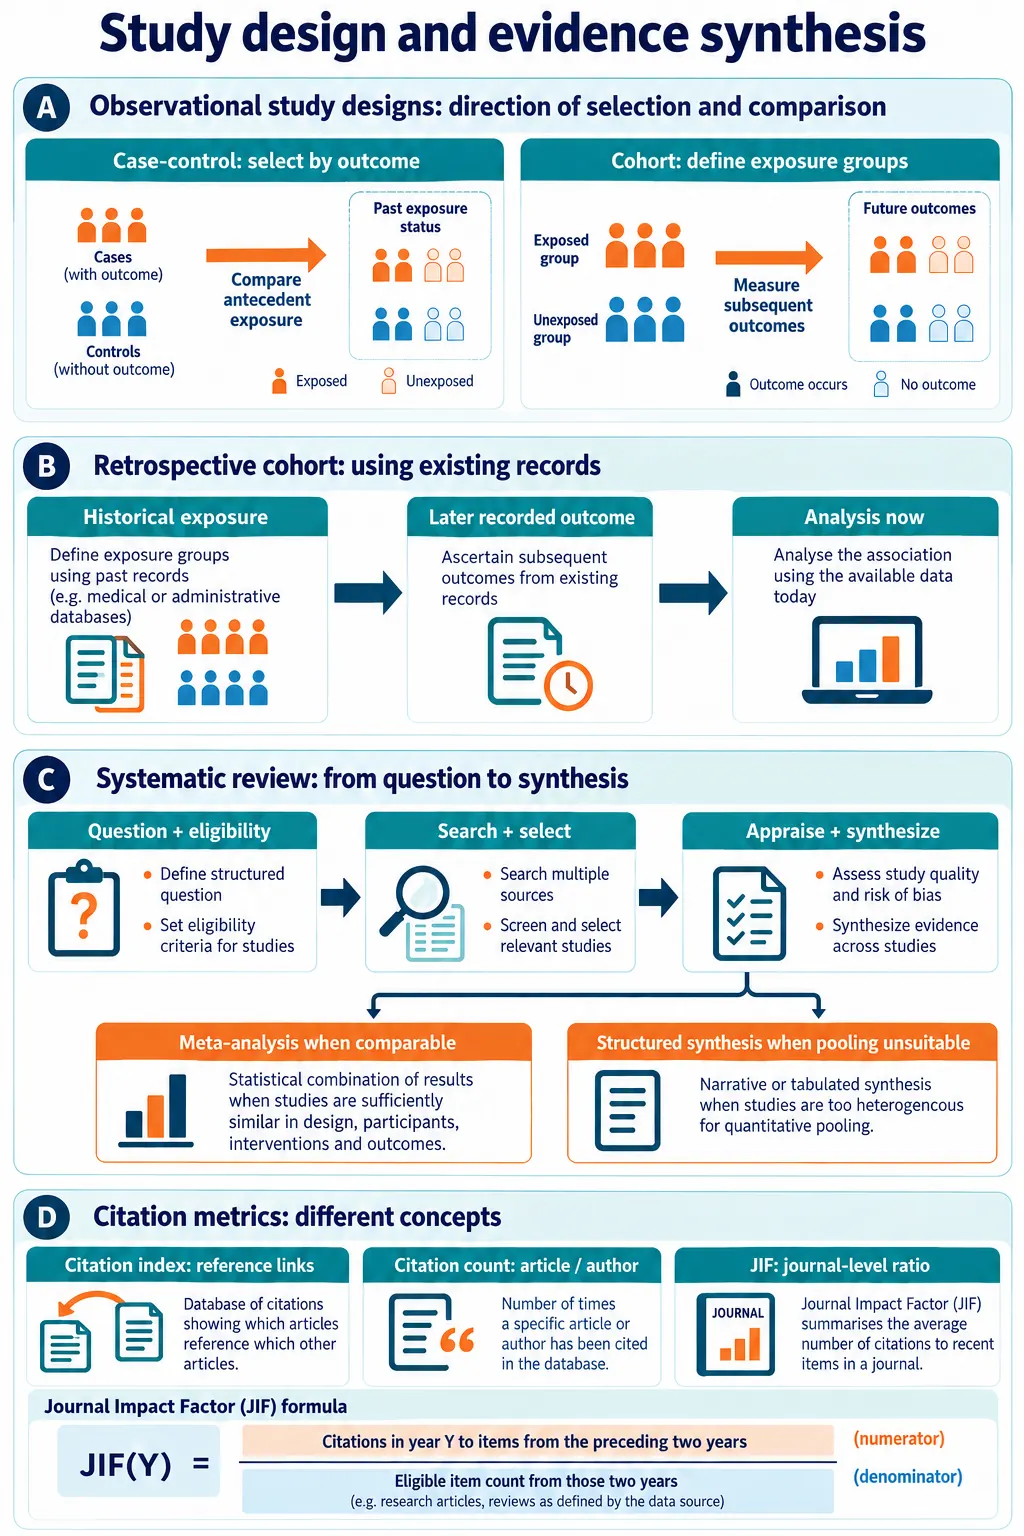 Study design and evidence synthesis
A
Observational study designs: direction of selection and comparison
Case-control: select by outcome
Cases
(with outcome)
Controls
(without outcome)
Compare
antecedent
exposure
Past exposure
status
Exposed
Unexposed
Cohort: define exposure groups
Exposed
group
Unexposed
group
Measure
subsequent
outcomes
Future outcomes
Outcome occurs
No outcome
B
Retrospective cohort: using existing records
Historical exposure
Define exposure groups
using past records
(e.g. medical or administrative
databases)
Later recorded outcome
Ascertain subsequent
outcomes from existing
records
Analysis now
Analyse the association
using the available data
today
C
Systematic review: from question to synthesis
Question + eligibility
?
• Define structured
question
• Set eligibility
criteria for studies
Search + select
• Search multiple
sources
• Screen and select
relevant studies
Appraise + synthesize
• Assess study quality
and risk of bias
• Synthesize evidence
across studies
Meta-analysis when comparable
Statistical combination of results
when studies are sufficiently
similar in design, participants,
interventions and outcomes.
Structured synthesis when pooling unsuitable
Narrative or tabulated synthesis
when studies are too heterogencous
for quantitative pooling.
D
Citation metrics: different concepts
Citation index: reference links
Database of citations
showing which articles
reference which other
articles.
Citation count: article / author
Number of times
a specific article or
author has been cited
in the database.
JIF: journal-level ratio
JOURNAL
Journal Impact Factor (JIF)
summarises the average
number of citations to recent
items in a journal.
Journal Impact Factor (JIF) formula
JIF(Y) =
Citations in year Y to items from the preceding two years
(numerator)
Eligible item count from those two years
(e.g. research articles, reviews as defined by the data source)
(denominator)